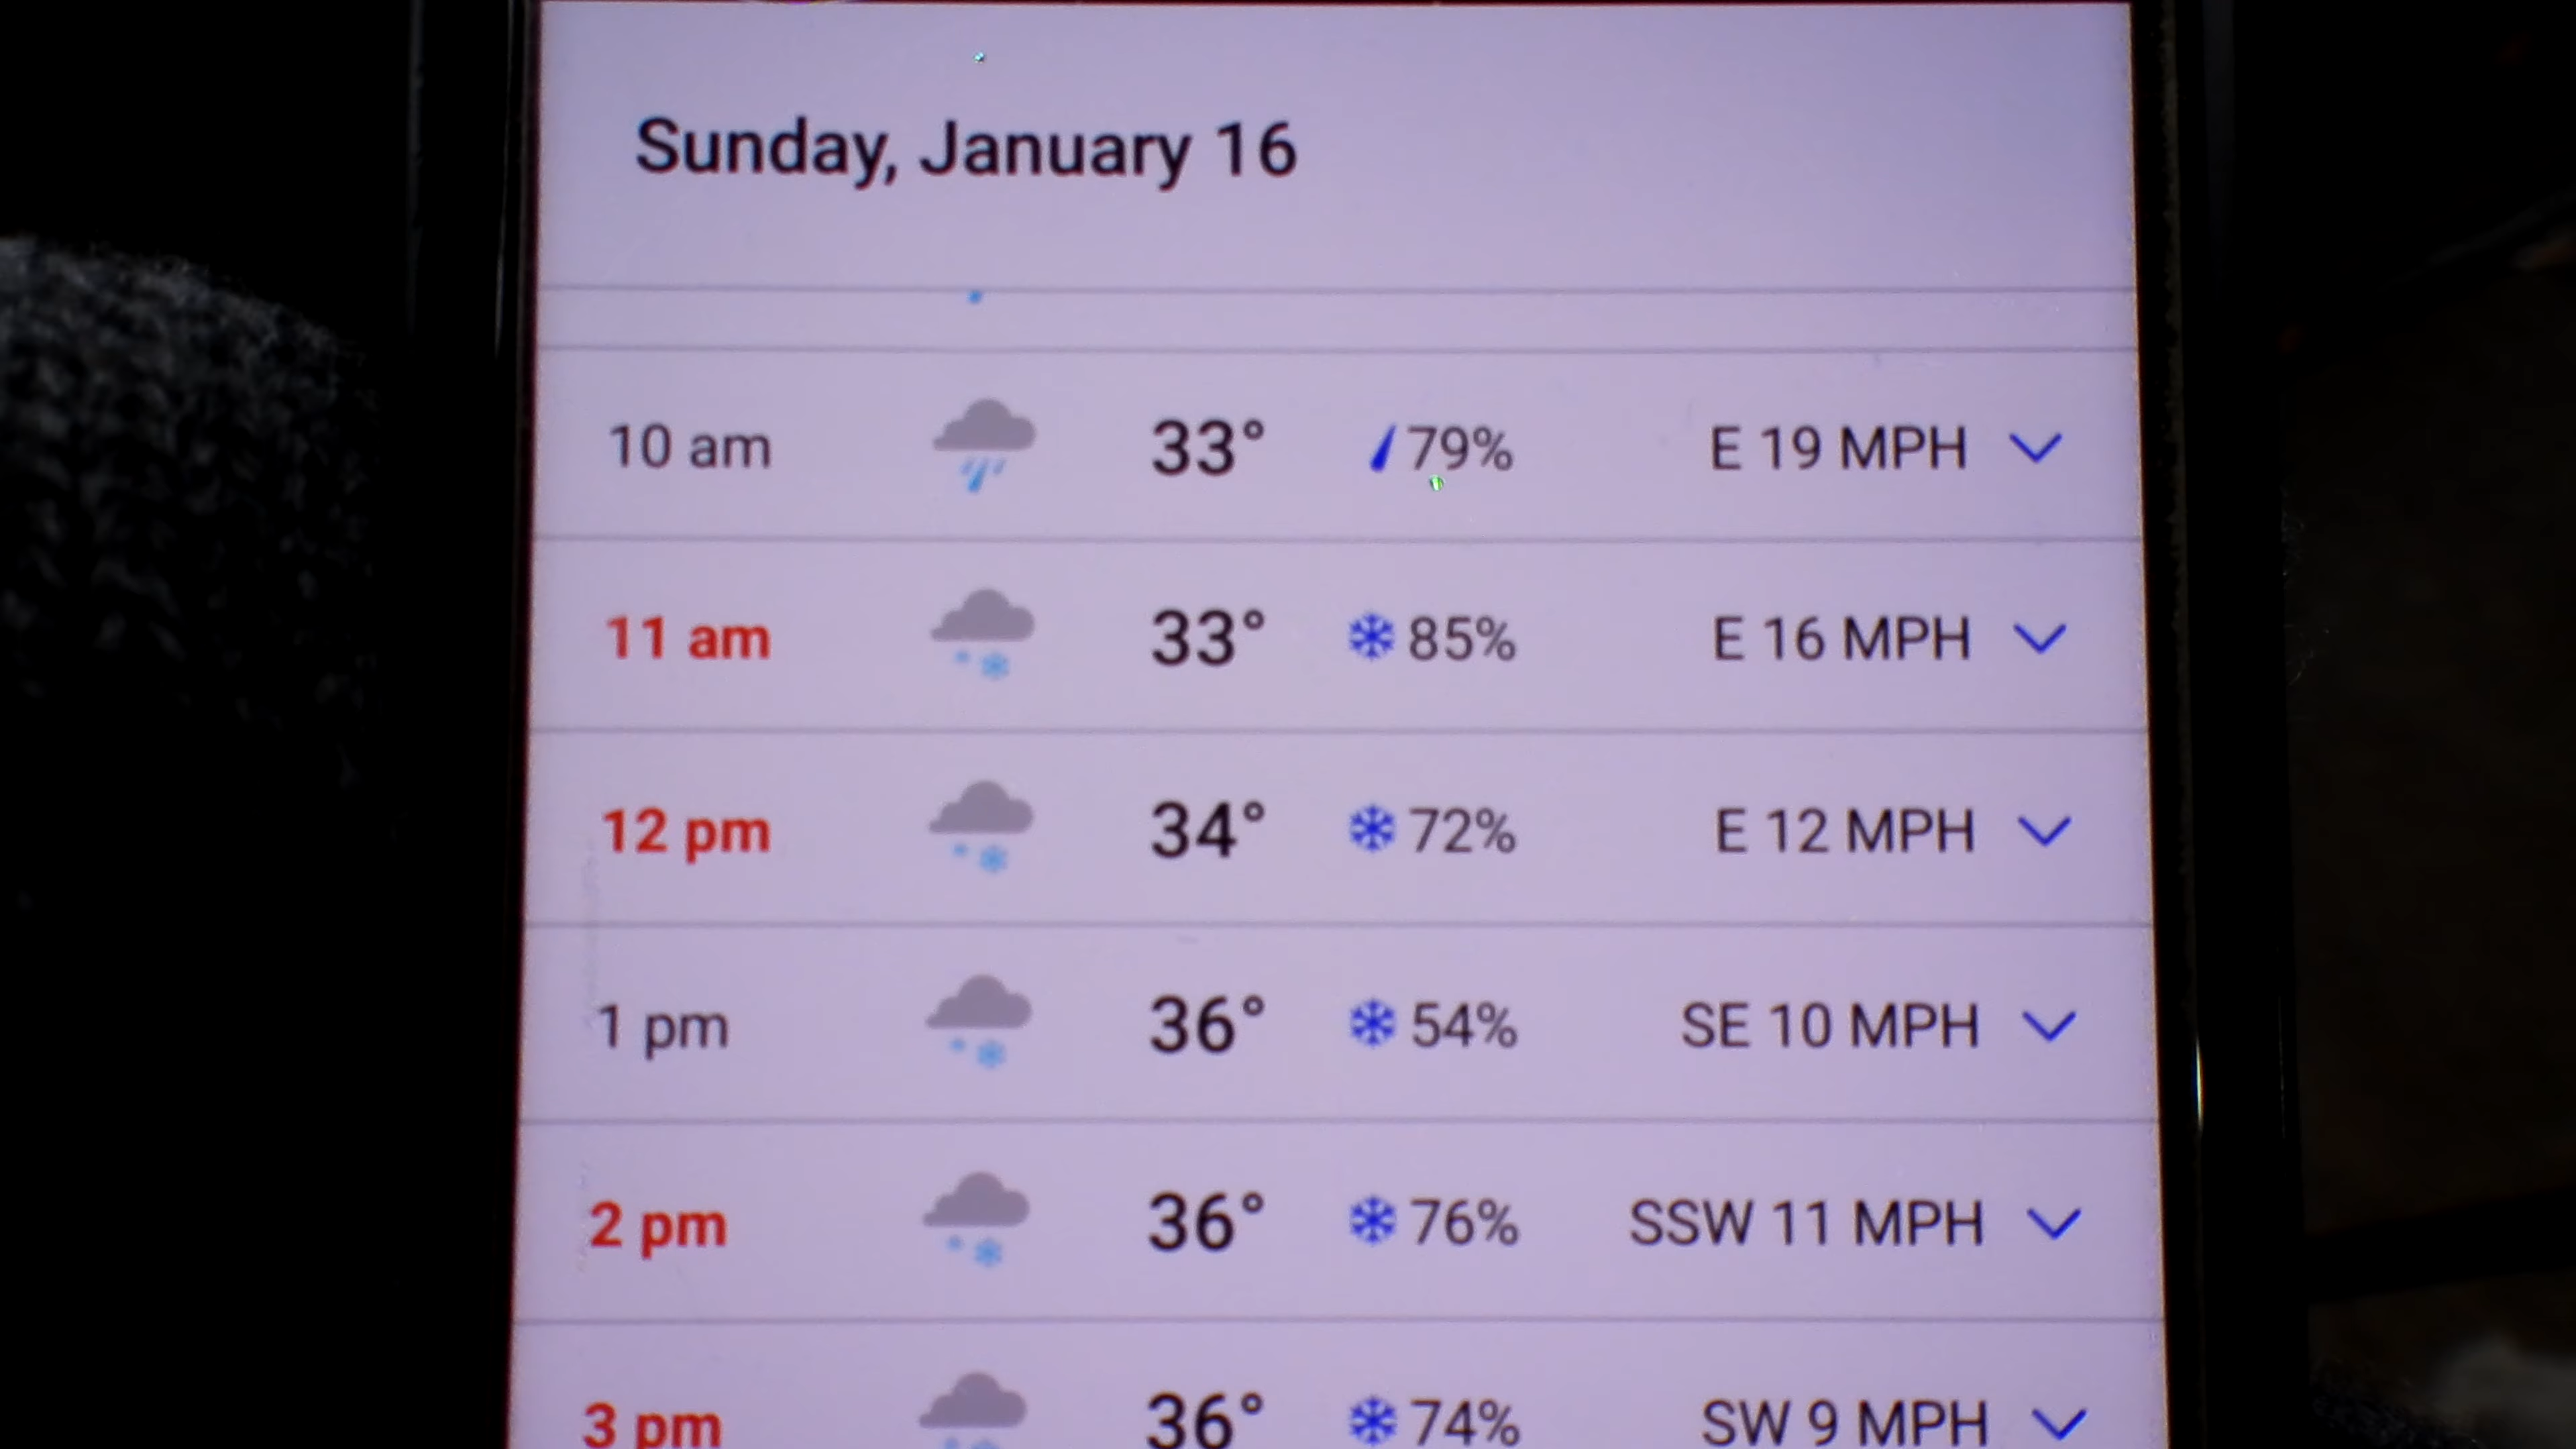 Sunday, January 16
10 am 33° 79% E 19 MPH
11 am 33° 85% E 16 MPH
12 pm 34° 72% E 12 MPH
1 pm 36° 54% SE 10 MPH
2 pm 36° 76% SSW 11 MPH
3 pm 36° 74% SW 9 MPH